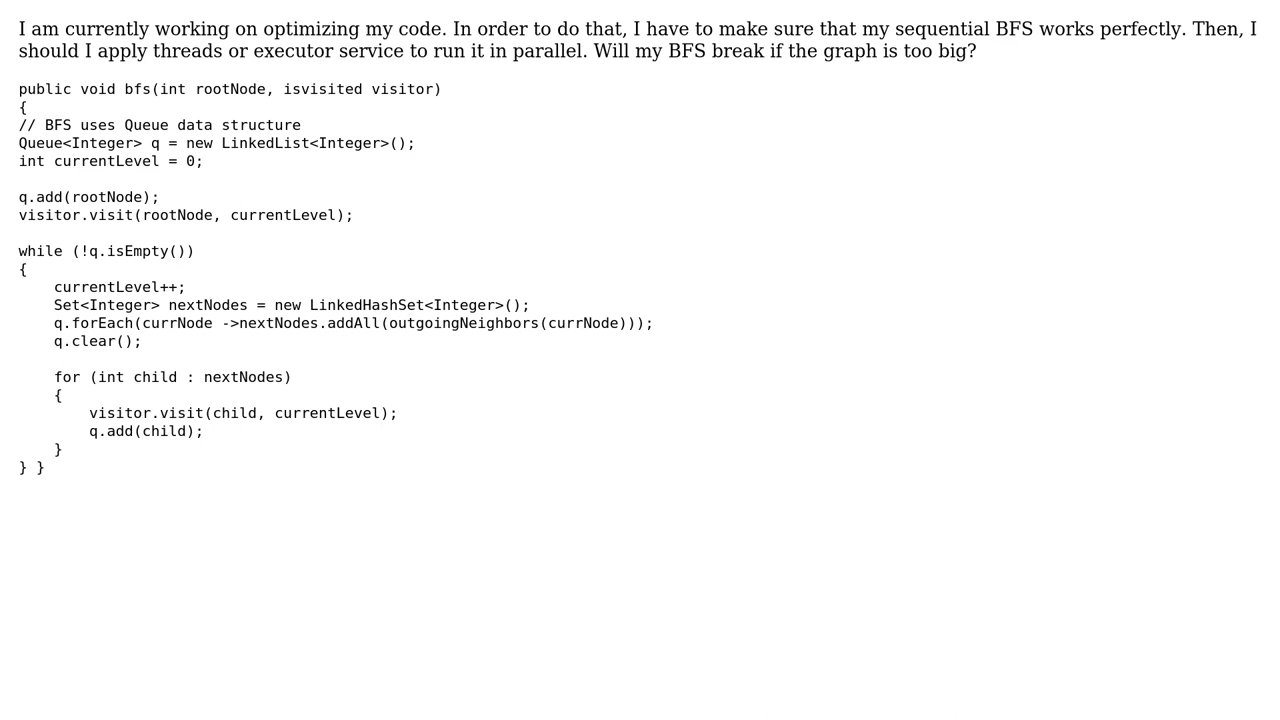 I am currently working on optimizing my code. In order to do that, I have to make sure that my sequential BFS works perfectly. Then, I
should I apply threads or executor service to run it in parallel. Will my BFS break if the graph is too big?
public void bfs(int rootNode, isvisited visitor)
{
// BFS uses Queue data structure
Queue<Integer> q = new LinkedList<Integer>();
int currentLevel = 0;
q.add(rootNode);
visitor.visit(rootNode, currentLevel);
while (!q.isEmpty())
{
    currentLevel++;
    Set<Integer> nextNodes = new LinkedHashSet<Integer>();
    q.forEach(currNode ->nextNodes.addAll(outgoingNeighbors(currNode)));
    q.clear();
    for (int child : nextNodes)
    {
        visitor.visit(child, currentLevel);
        q.add(child);
    }
} }